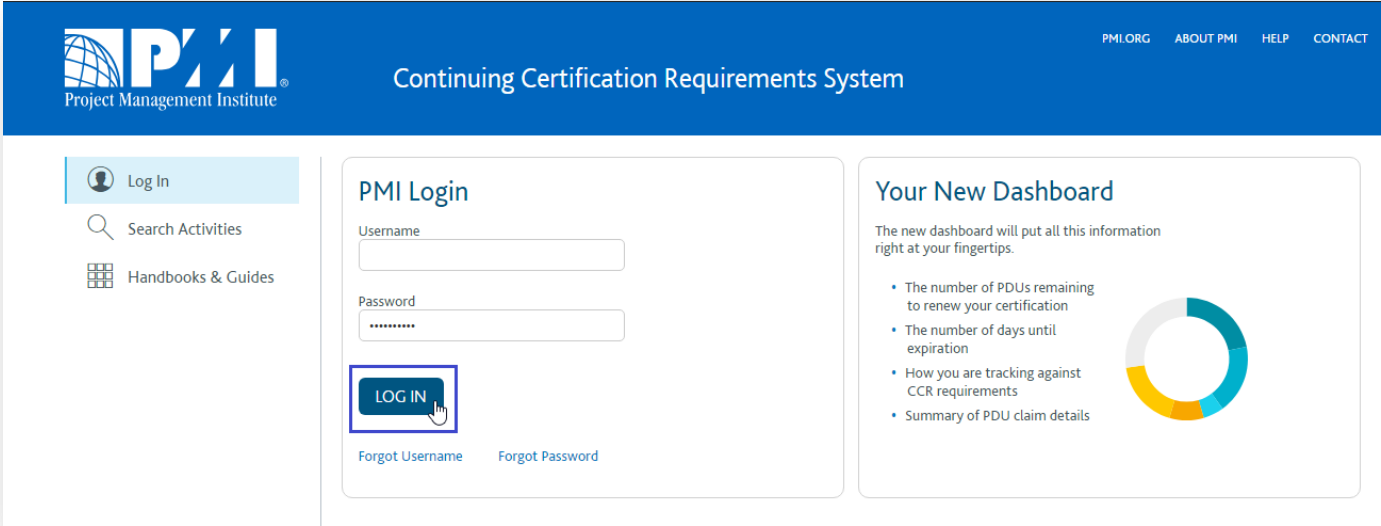 PMI®
Project Management Institute
Continuing Certification Requirements System
PMI.ORG ABOUT PMI HELP CONTACT
Log In
Search Activities
Handbooks & Guides
PMI Login
Username
Password
••••••••••
LOG IN
Forgot Username Forgot Password
Your New Dashboard
The new dashboard will put all this information
right at your fingertips.
• The number of PDUs remaining
to renew your certification
• The number of days until
expiration
• How you are tracking against
CCR requirements
• Summary of PDU claim details